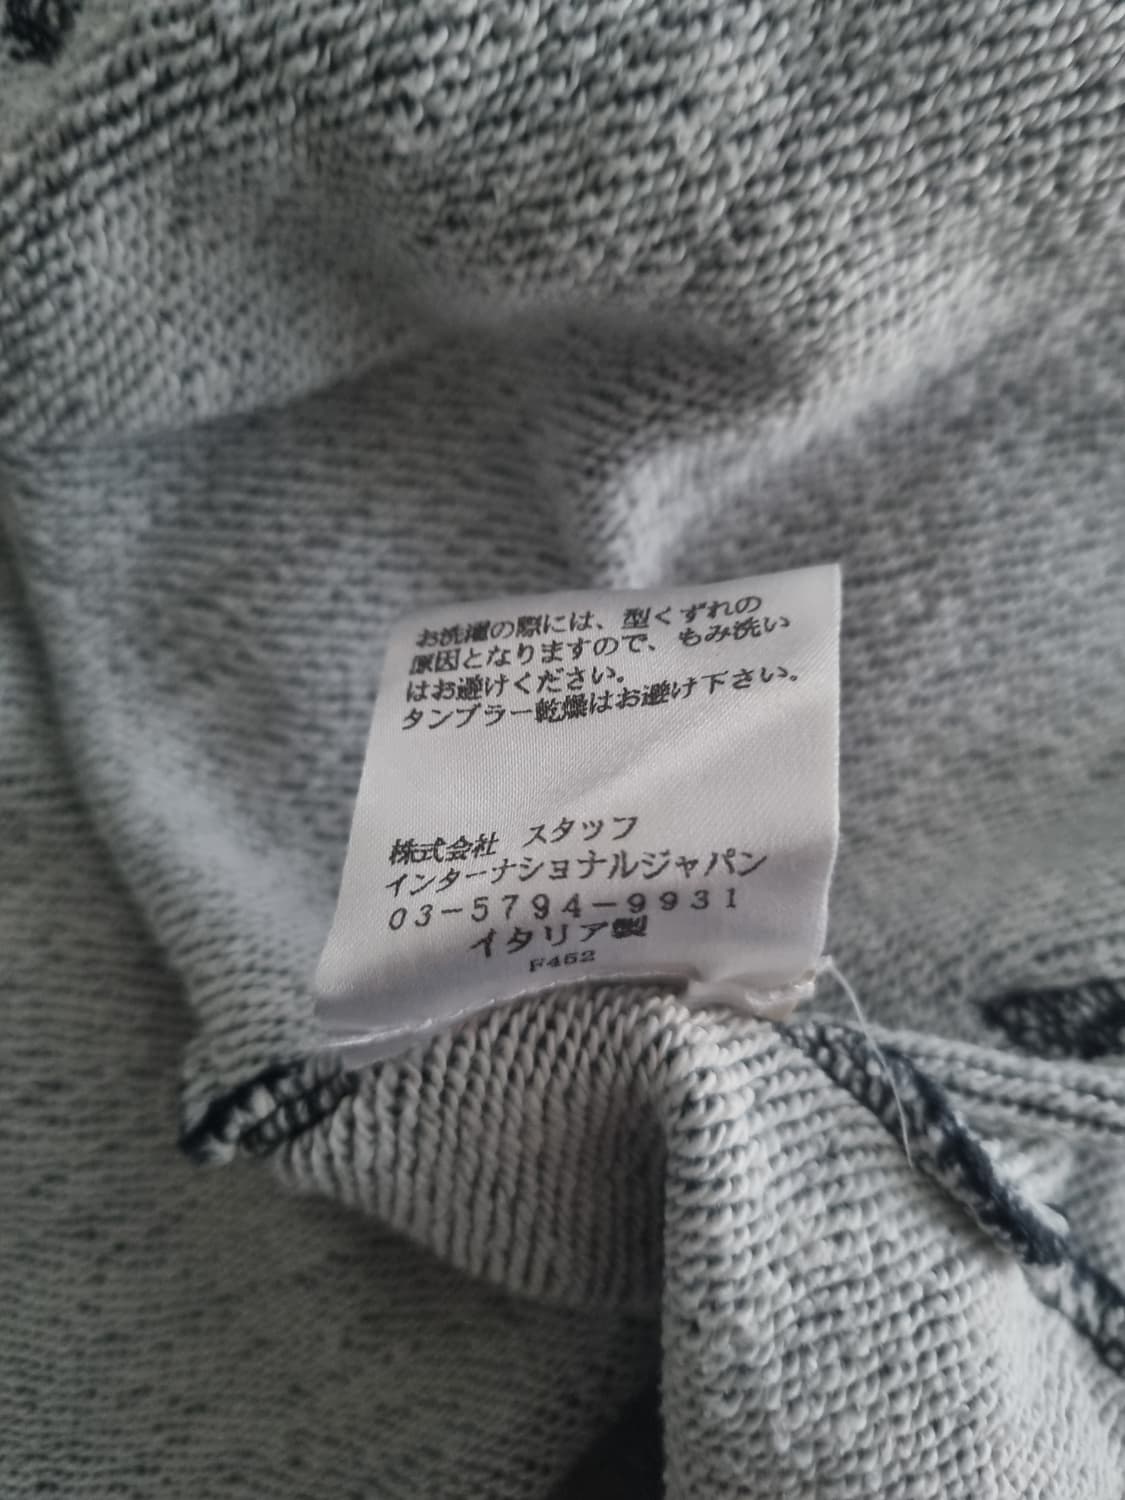 お洗濯の際には、型くずれの
原因となりますので、もみ洗い
はお避けください。
タンブラー乾燥はお避け下さい。
株式会社 スタッフ
インターナショナルジャパン
03-5794-9931
イタリア製
F452